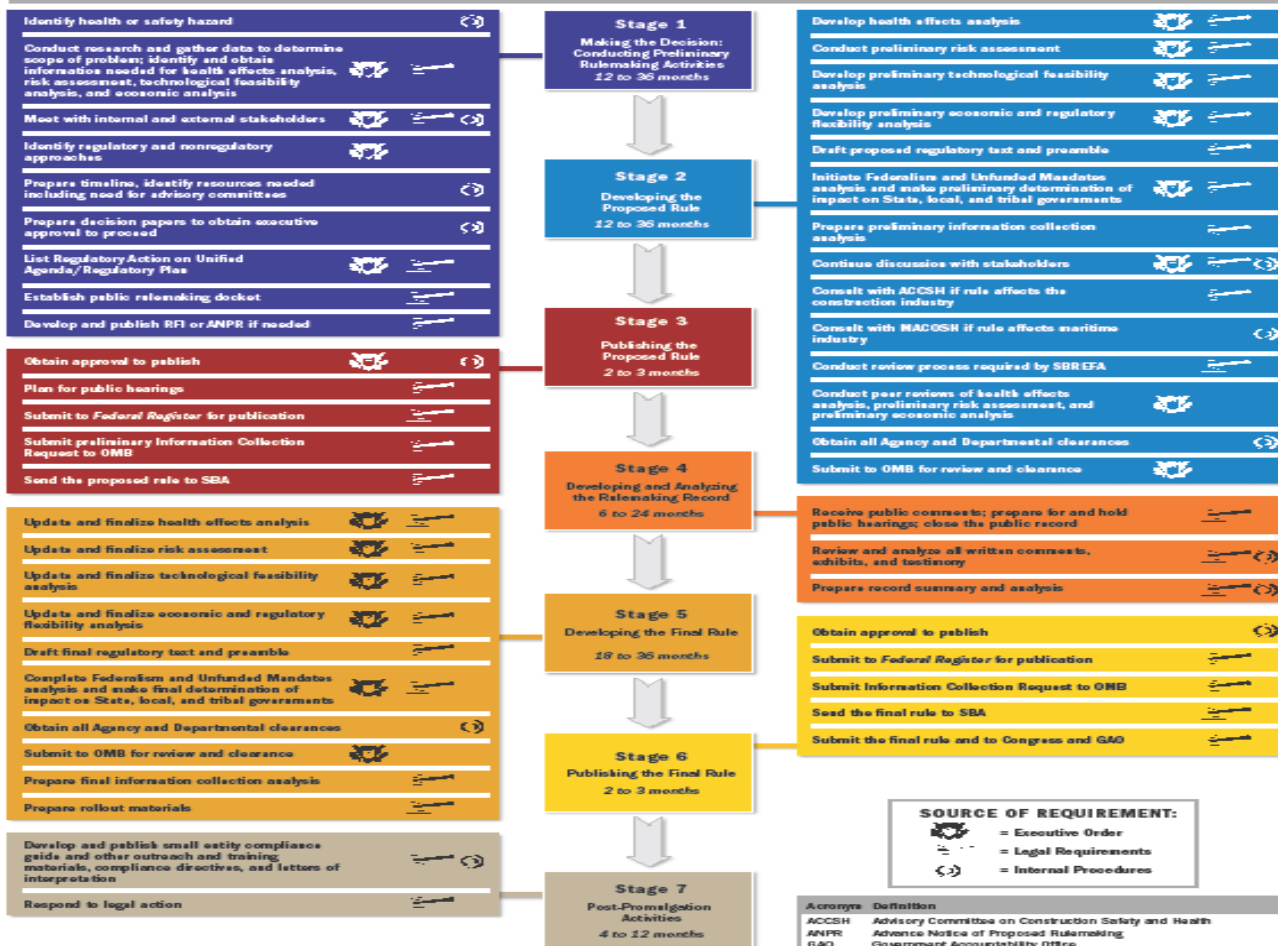 Identify health or safety hazard
Conduct research and gather data to determine
scope of problem; identify and obtain
information needed for health effects analysis,
risk assessment, technological feasibility
analysis, and economic analysis
Meet with internal and external stakeholders
Identify regulatory and nonregulatory
approaches
Prepare timeline, identify resources needed
including need for advisory committees
Prepare decision papers to obtain executive
approval to proceed
List Regulatory Action on Unified
Agenda/Regulatory Plan
Establish public rulemaking docket
Develop and publish RFI or ANPR if needed
Stage 1
Making the Decision:
Conducting Preliminary
Rulemaking Activities
12 to 36 months
Stage 2
Developing the
Proposed Rule
12 to 36 months
Develop health effects analysis
Conduct preliminary risk assessment
Develop preliminary technological feasibility
analysis
Develop preliminary economic and regulatory
flexibility analysis
Draft proposed regulatory text and preamble
Initiate Federalism and Unfunded Mandates
analysis and make preliminary determination of
impact on State, local, and tribal governments
Prepare preliminary information collection
analysis
Continue discussion with stakeholders
Consult with ACCSH if rule affects the
construction industry
Consult with MACOSH if rule affects maritime
industry
Conduct review process required by SBREFA
Conduct peer reviews of health effects
analysis, preliminary risk assessment, and
preliminary economic analysis
Obtain all Agency and Departmental clearances
Submit to OMB for review and clearance
Stage 3
Publishing the
Proposed Rule
2 to 3 months
Obtain approval to publish
Plan for public hearings
Submit to Federal Register for publication
Submit preliminary Information Collection
Request to OMB
Send the proposed rule to SBA
Stage 4
Developing and Analyzing
the Rulemaking Record
6 to 24 months
Receive public comments; prepare for and hold
public hearings; close the public record
Review and analyze all written comments,
exhibits, and testimony
Prepare record summary and analysis
Update and finalize health effects analysis
Update and finalize risk assessment
Update and finalize technological feasibility
analysis
Update and finalize economic and regulatory
flexibility analysis
Draft final regulatory text and preamble
Complete Federalism and Unfunded Mandates
analysis and make final determination of
impact on State, local, and tribal governments
Obtain all Agency and Departmental clearances
Submit to OMB for review and clearance
Prepare final information collection analysis
Prepare rollout materials
Stage 5
Developing the Final Rule
18 to 36 months
Stage 6
Publishing the Final Rule
2 to 3 months
Obtain approval to publish
Submit to Federal Register for publication
Submit Information Collection Request to OMB
Send the final rule to SBA
Submit the final rule and to Congress and GAO
Develop and publish small entity compliance
guide and other outreach and training
materials, compliance directives, and letters of
interpretation
Respond to legal action
Stage 7
Post-Promulgation
Activities
4 to 12 months
SOURCE OF REQUIREMENT:
= Executive Order
= Legal Requirements
= Internal Procedures
Acronym Definition
ACCSH Advisory Committee on Construction Safety and Health
ANPR Advance Notice of Proposed Rulemaking
GAO Government Accountability Office